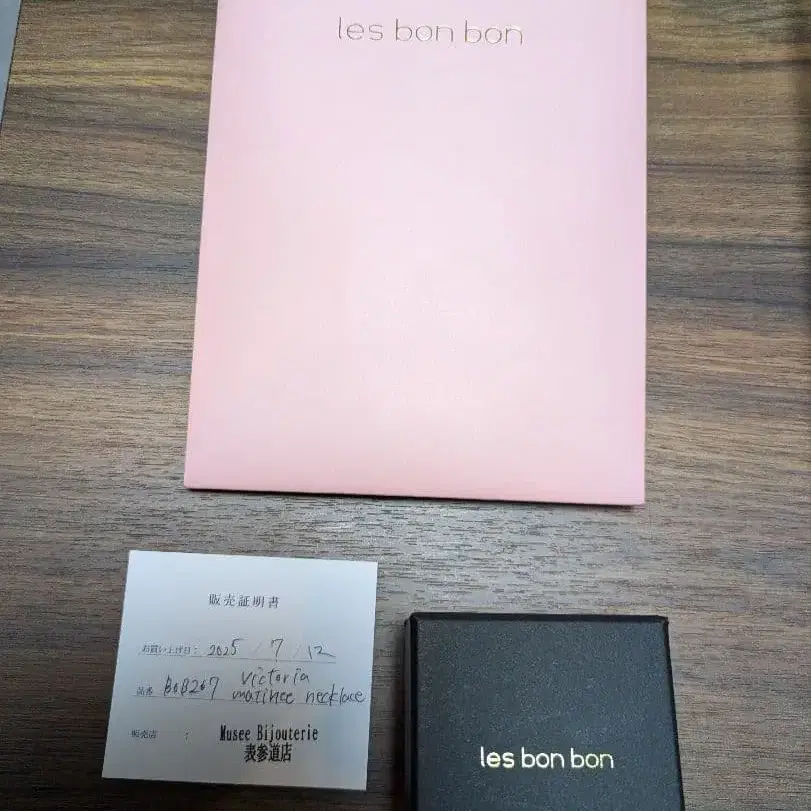 les bon bon
販売証明書
お買い上げ日: 2025 / 7 / 12
品番 BOB207 victoria
matinee necklace
販売店 : Musee Bijouterie
表参道店
les bon bon